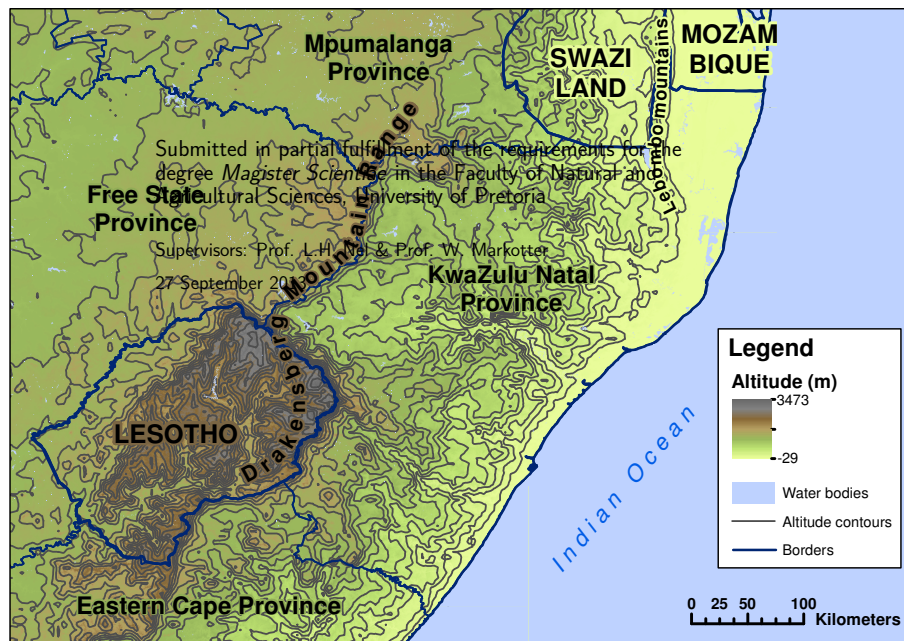 Mpumalanga
Province
SWAZI
LAND
MOZAM
BIQUE
Lebombo mountains
Submitted in partial fulfillment of the requirements for the
degree Magister Scientiae in the Faculty of Natural and
Agricultural Sciences, University of Pretoria
Free State
Province
Supervisors: Prof. L.H. Nel & Prof. W. Markotter
27 September 2013
KwaZulu Natal
Province
Drakensberg Mountain Range
LESOTHO
Eastern Cape Province
Indian Ocean
Legend
Altitude (m)
3473
-29
Water bodies
Altitude contours
Borders
0 25 50 100
Kilometers